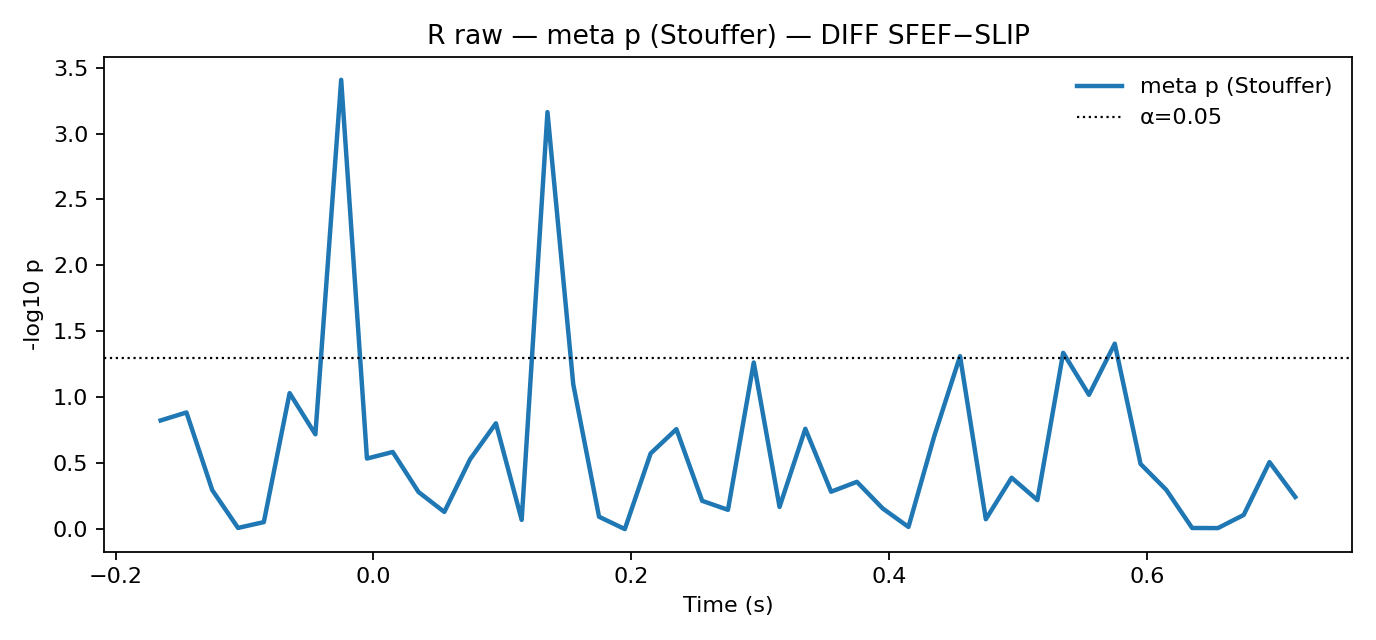 R raw — meta p (Stouffer) — DIFF SFEF−SLIP
3.5
3.0
2.5
2.0
1.5
1.0
0.5
0.0
-log10 p
meta p (Stouffer)
α=0.05
−0.2
0.0
0.2
0.4
0.6
Time (s)